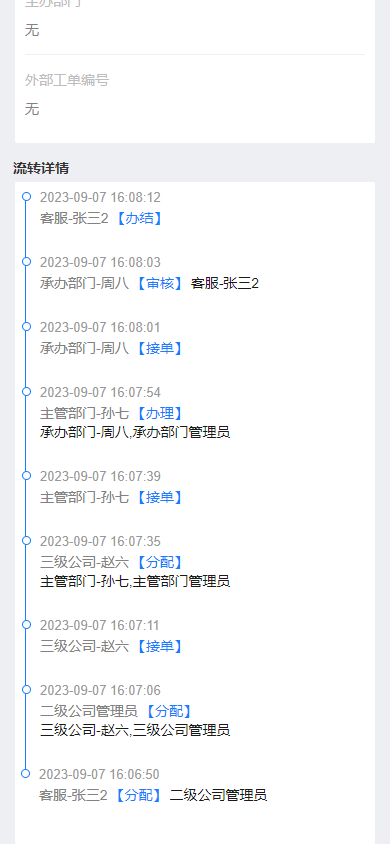 主办部门
无
外部工单编号
无
流转详情
2023-09-07 16:08:12
客服-张三2 【办结】
2023-09-07 16:08:03
承办部门-周八 【审核】 客服-张三2
2023-09-07 16:08:01
承办部门-周八 【接单】
2023-09-07 16:07:54
主管部门-孙七 【办理】
承办部门-周八,承办部门管理员
2023-09-07 16:07:39
主管部门-孙七 【接单】
2023-09-07 16:07:35
三级公司-赵六 【分配】
主管部门-孙七,主管部门管理员
2023-09-07 16:07:11
三级公司-赵六 【接单】
2023-09-07 16:07:06
二级公司管理员 【分配】
三级公司-赵六,三级公司管理员
2023-09-07 16:06:50
客服-张三2 【分配】 二级公司管理员